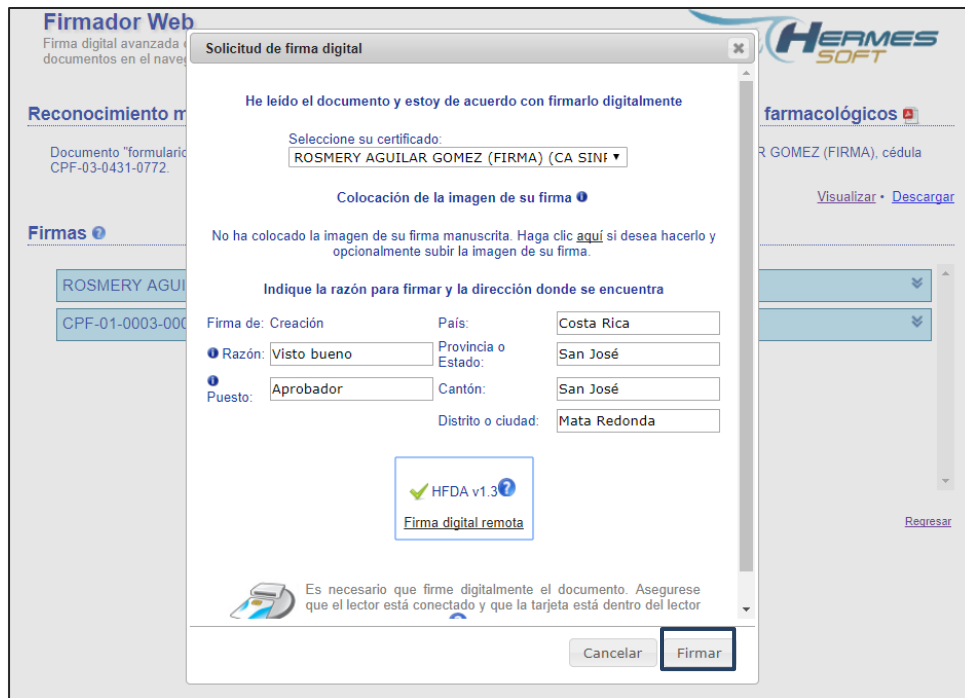 Firmador Web
Firma digital avanzada
documentos en el nave
HERMES
SOFT
Solicitud de firma digital
Reconocimiento m
farmacológicos
Documento "formulario
R GOMEZ (FIRMA), cédula
CPF-03-0431-0772.
Visualizar • Descargar
Firmas
ROSMERY AGUI
CPF-01-0003-000
Regresar
He leído el documento y estoy de acuerdo con firmarlo digitalmente
Seleccione su certificado:
ROSMERY AGUILAR GOMEZ (FIRMA) (CA SINF
Colocación de la imagen de su firma
No ha colocado la imagen de su firma manuscrita. Haga clic aquí si desea hacerlo y
opcionalmente subir la imagen de su firma.
Indique la razón para firmar y la dirección donde se encuentra
Firma de: Creación
País: Costa Rica
Razón: Visto bueno
Provincia o
Estado: San José
Puesto: Aprobador
Cantón: San José
Distrito o ciudad: Mata Redonda
HFDA v1.3
Firma digital remota
Es necesario que firme digitalmente el documento. Asegurese
que el lector está conectado y que la tarjeta está dentro del lector
Cancelar
Firmar